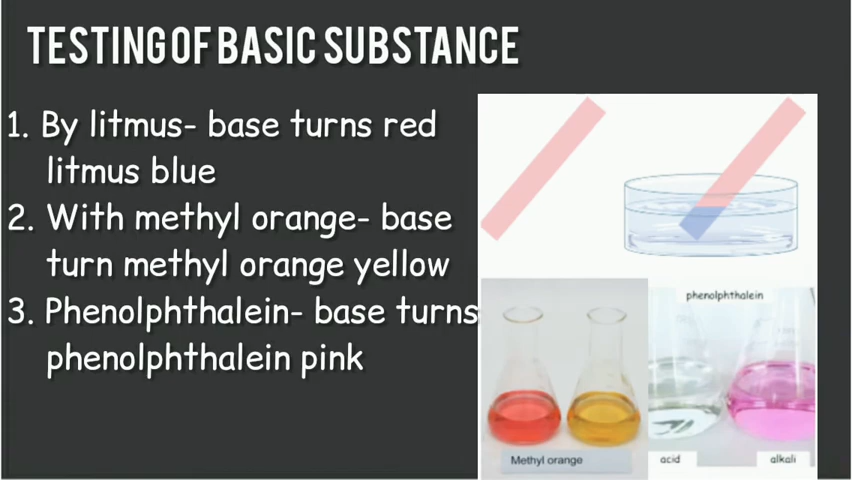 TESTING OF BASIC SUBSTANCE
1. By litmus- base turns red
litmus blue
2. With methyl orange- base
turn methyl orange yellow
3. Phenolphthalein- base turns
phenolphthalein pink
phenolphthalein
Methyl orange
acid
alkali